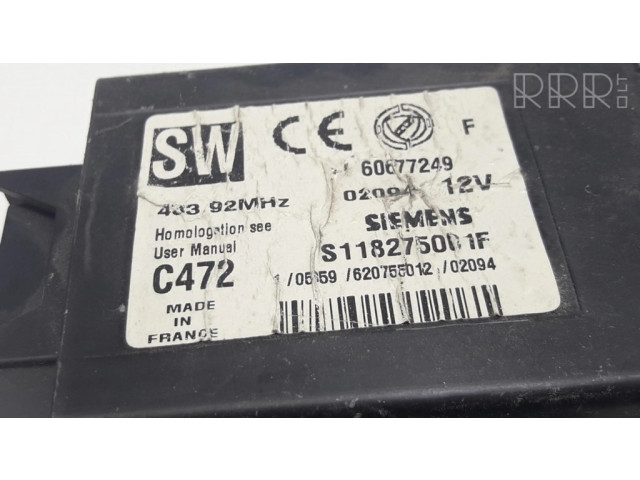 SW CE F
60677249
433 92MHz 02094 12V
Homologation see SIEMENS
User Manual
C472 /620755012 /02094
MADE
IN
FRANCE
RRR.LT